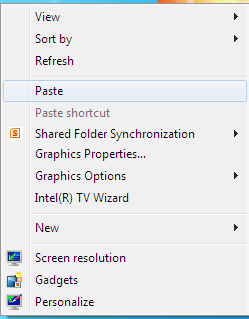 View
Sort by
Refresh
Paste
Paste shortcut
Shared Folder Synchronization
Graphics Properties...
Graphics Options
Intel(R) TV Wizard
New
Screen resolution
Gadgets
Personalize